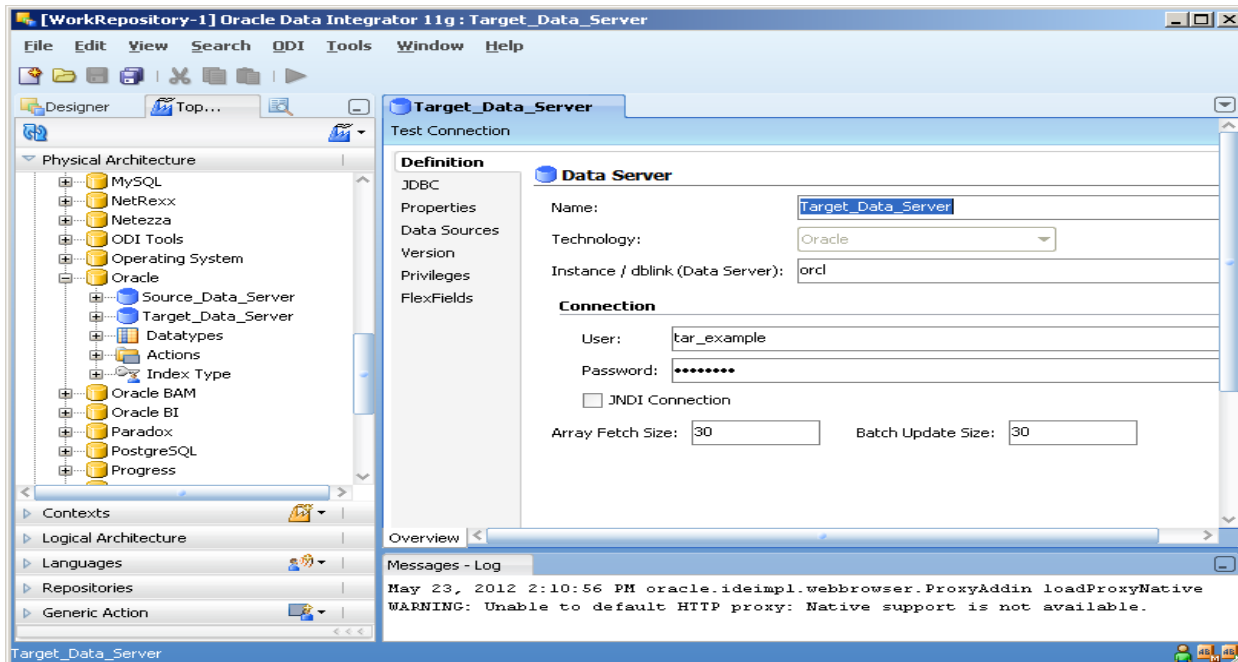 [WorkRepository-1] Oracle Data Integrator 11g : Target_Data_Server
File Edit View Search ODI Tools Window Help
Designer
Top...
Physical Architecture
MySQL
NetRexx
Netezza
ODI Tools
Operating System
Oracle
Source_Data_Server
Target_Data_Server
Datatypes
Actions
Index Type
Oracle BAM
Oracle BI
Paradox
PostgreSQL
Progress
Contexts
Logical Architecture
Languages
Repositories
Generic Action
Target_Data_Server
Test Connection
Definition
JDBC
Properties
Data Sources
Version
Privileges
FlexFields
Data Server
Name: Target_Data_Server
Technology: Oracle
Instance / dblink (Data Server): orcl
Connection
User: tar_example
Password: ••••••••
JNDI Connection
Array Fetch Size: 30 Batch Update Size: 30
Overview
Messages - Log
May 23, 2012 2:10:56 PM oracle.ideimpl.webbrowser.ProxyAddin loadProxyNative
WARNING: Unable to default HTTP proxy: Native support is not available.
Target_Data_Server